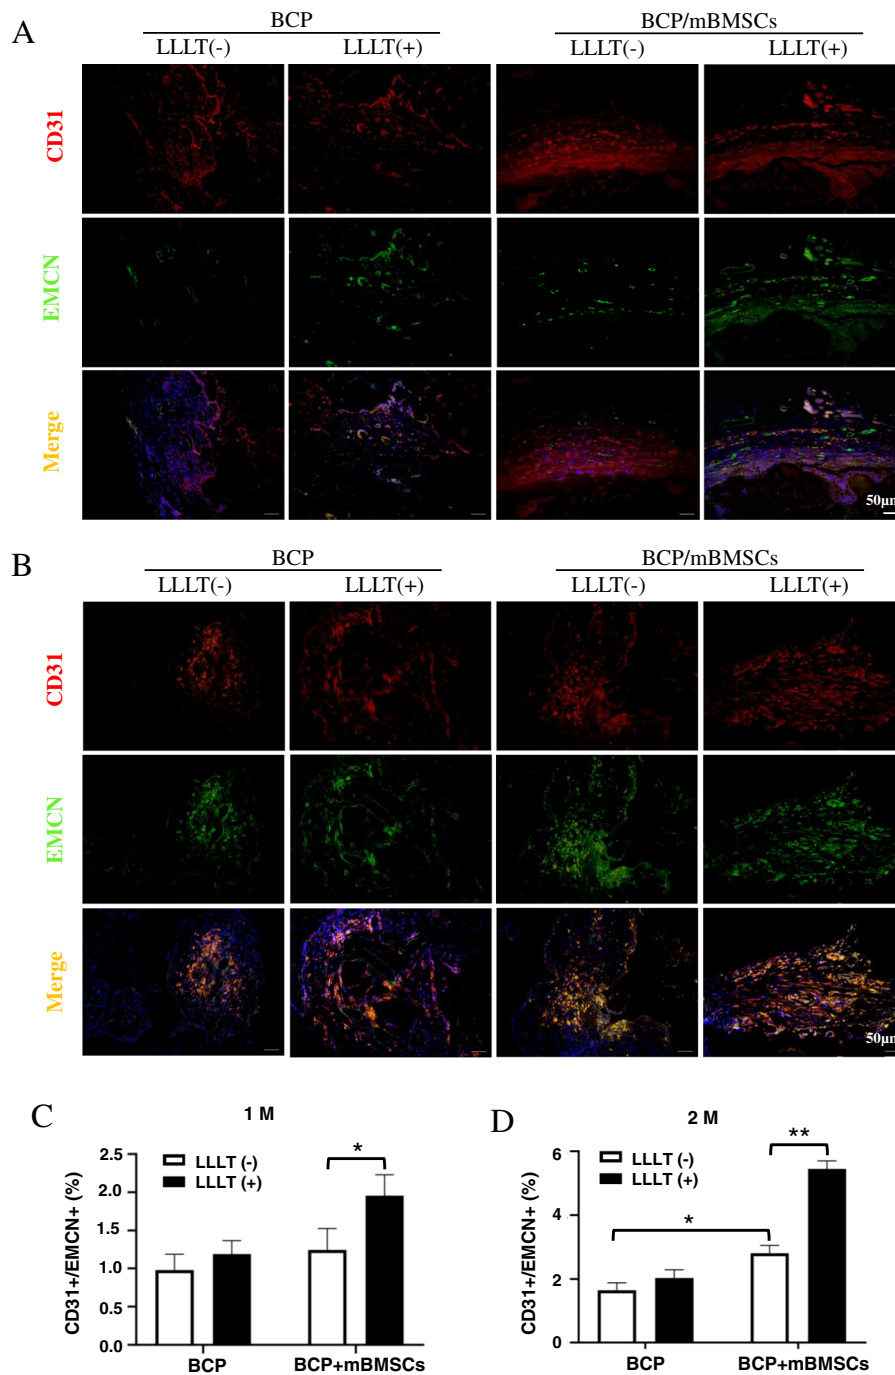 A
BCP
BCP/mBMSCs
LLLT(-)
LLLT(+)
LLLT(-)
LLLT(+)
CD31
EMCN
Merge
50μm
B
BCP
BCP/mBMSCs
LLLT(-)
LLLT(+)
LLLT(-)
LLLT(+)
CD31
EMCN
Merge
50μm
C
1 M
CD31+/EMCN+ (%)
2.5
2.0
1.5
1.0
0.5
0.0
LLLT (-)
LLLT (+)
*
BCP
BCP+mBMSCs
D
2 M
CD31+/EMCN+ (%)
6
4
2
0
LLLT (-)
LLLT (+)
*
**
BCP
BCP+mBMSCs